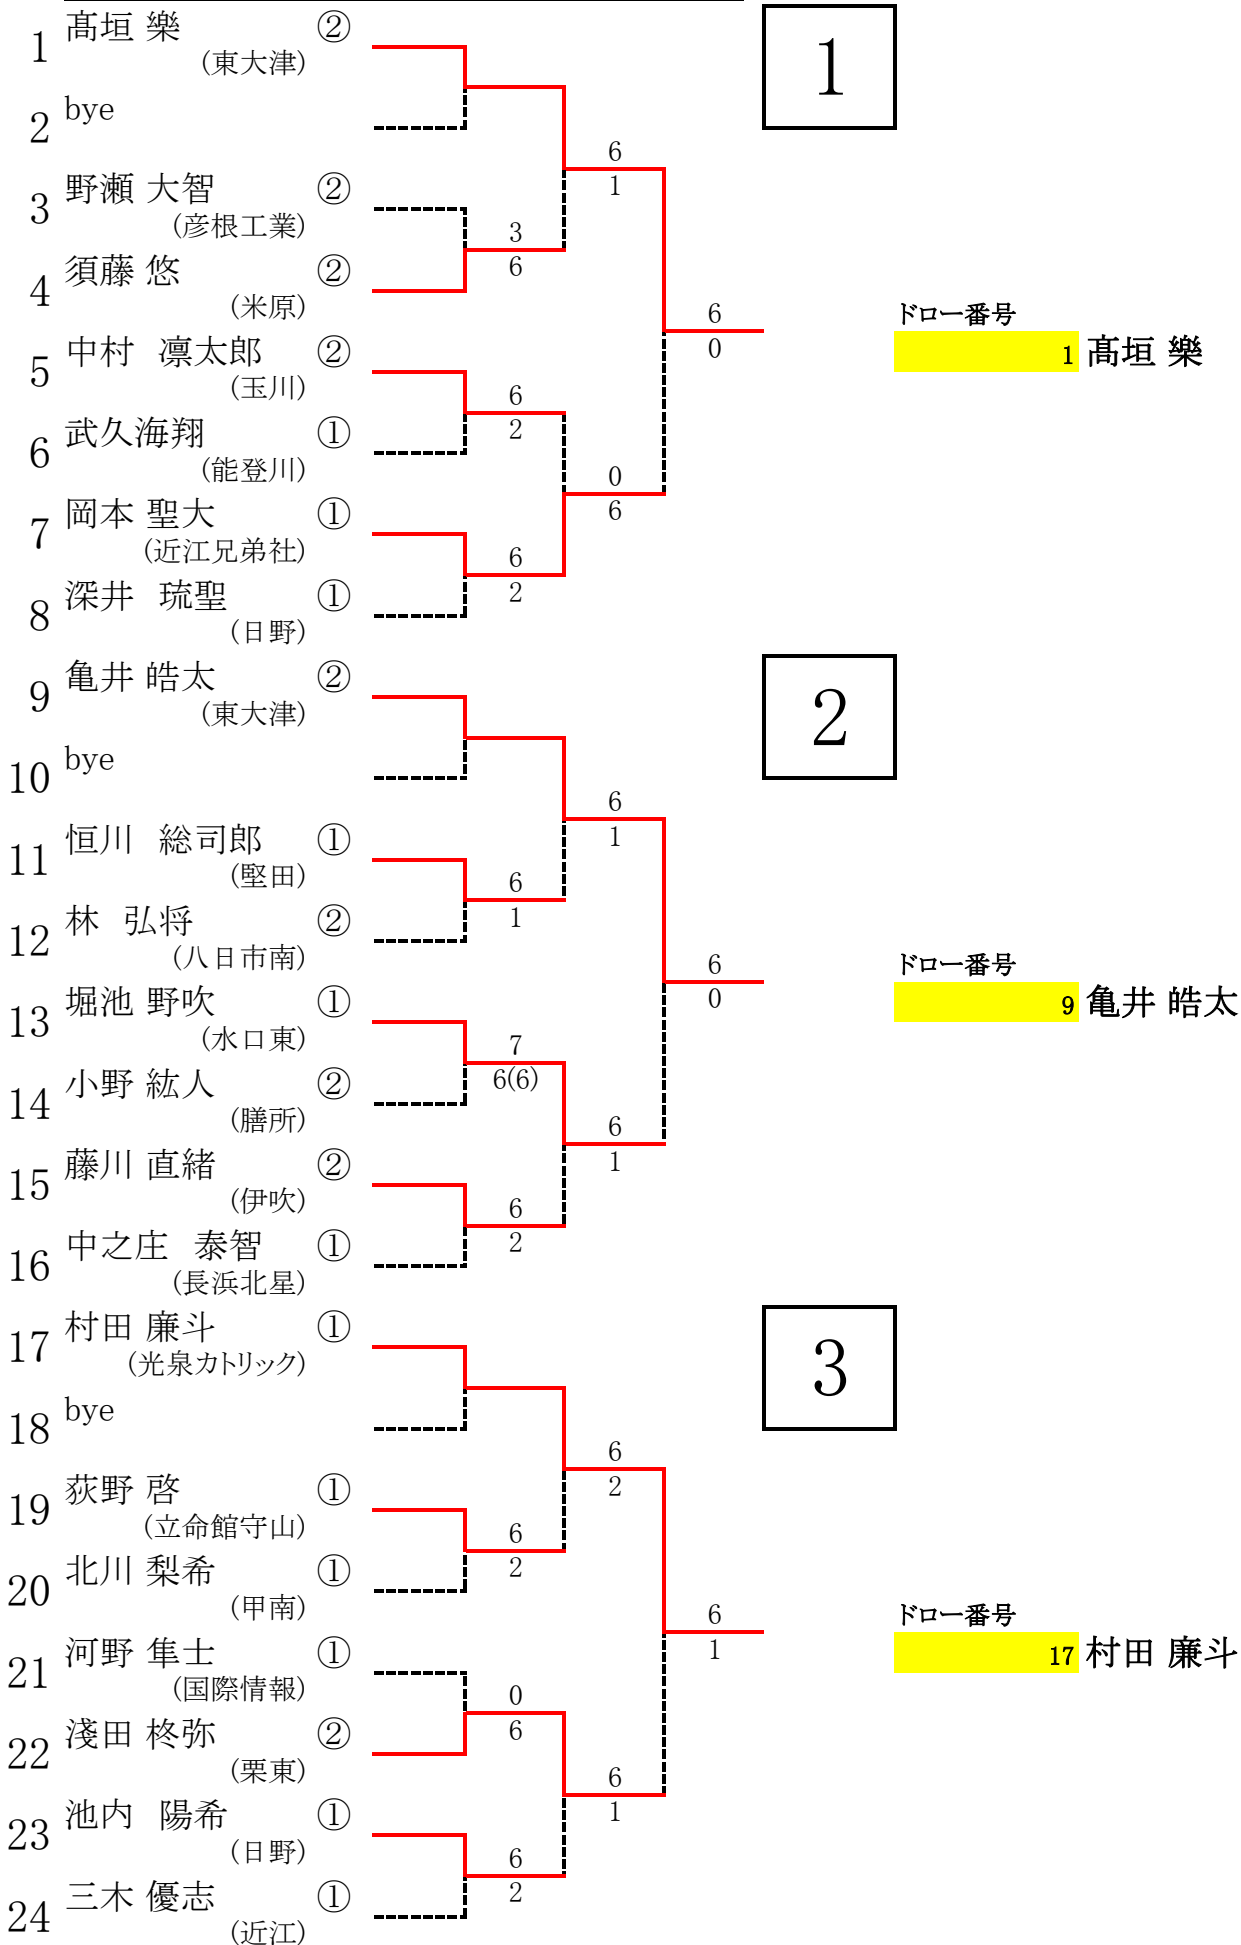 1 髙垣 樂 ②
(東大津)
2 bye
3 野瀬 大智 ②
(彦根工業)
4 須藤 悠 ②
(米原)
5 中村 凛太郎 ②
(玉川)
6 武久海翔 ①
(能登川)
7 岡本 聖大 ①
(近江兄弟社)
8 深井 琉聖 ①
(日野)
3
6
6
2
6
2
6
1
0
6
6
0
1
ドロー番号
1 髙垣 樂
9 亀井 皓太 ②
(東大津)
10 bye
11 恒川 総司郎 ①
(堅田)
12 林 弘将 ②
(八日市南)
13 堀池 野吹 ①
(水口東)
14 小野 紘人 ②
(膳所)
15 藤川 直緒 ②
(伊吹)
16 中之庄 泰智 ①
(長浜北星)
6
1
7
6(6)
6
2
6
1
6
1
6
0
2
ドロー番号
9 亀井 皓太
17 村田 廉斗 ①
(光泉カトリック)
18 bye
19 荻野 啓 ①
(立命館守山)
20 北川 梨希 ①
(甲南)
21 河野 隼士 ①
(国際情報)
22 淺田 柊弥 ②
(栗東)
23 池内 陽希 ①
(日野)
24 三木 優志 ①
(近江)
6
2
0
6
6
2
6
2
6
1
6
1
3
ドロー番号
17 村田 廉斗